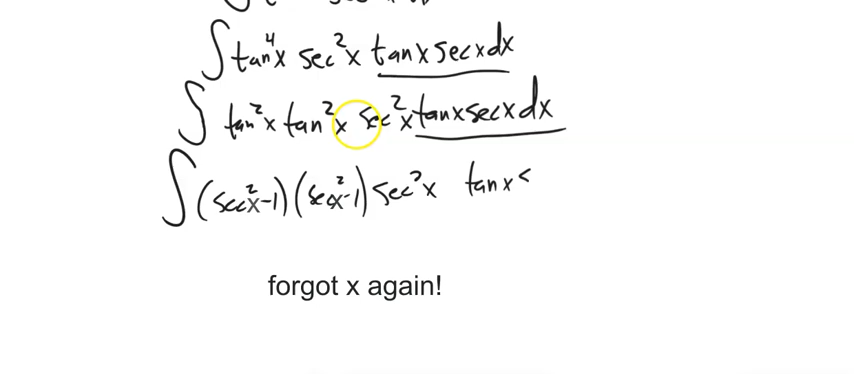 ∫tan⁴x sec²x tanx secx dx
∫ tan²x tan²x sec²x tanx secx dx
∫(sec²x-1)(sec²x-1) sec²x tanx s
forgot x again!